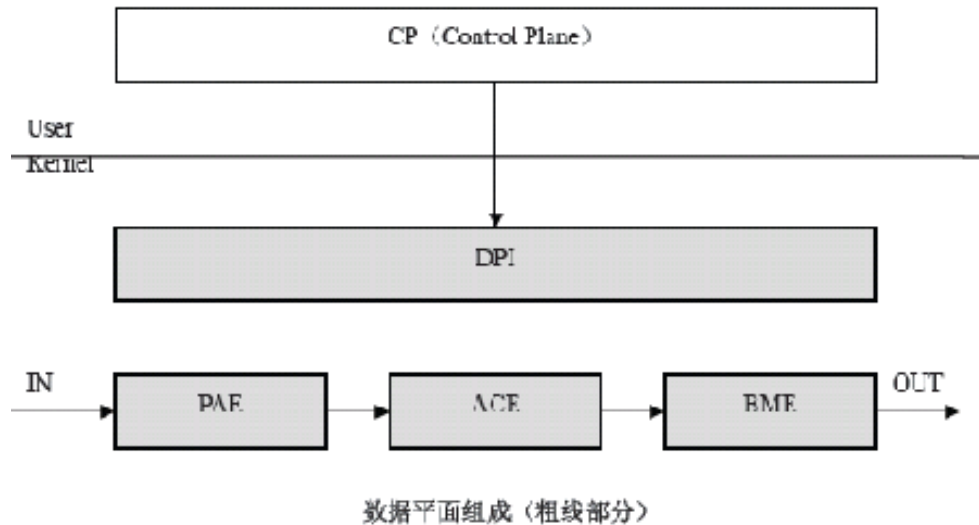 CP（Control Plane）
User
Kernel
DPI
IN
PAE
ACE
BME
OUT
数据平面组成（粗线部分）